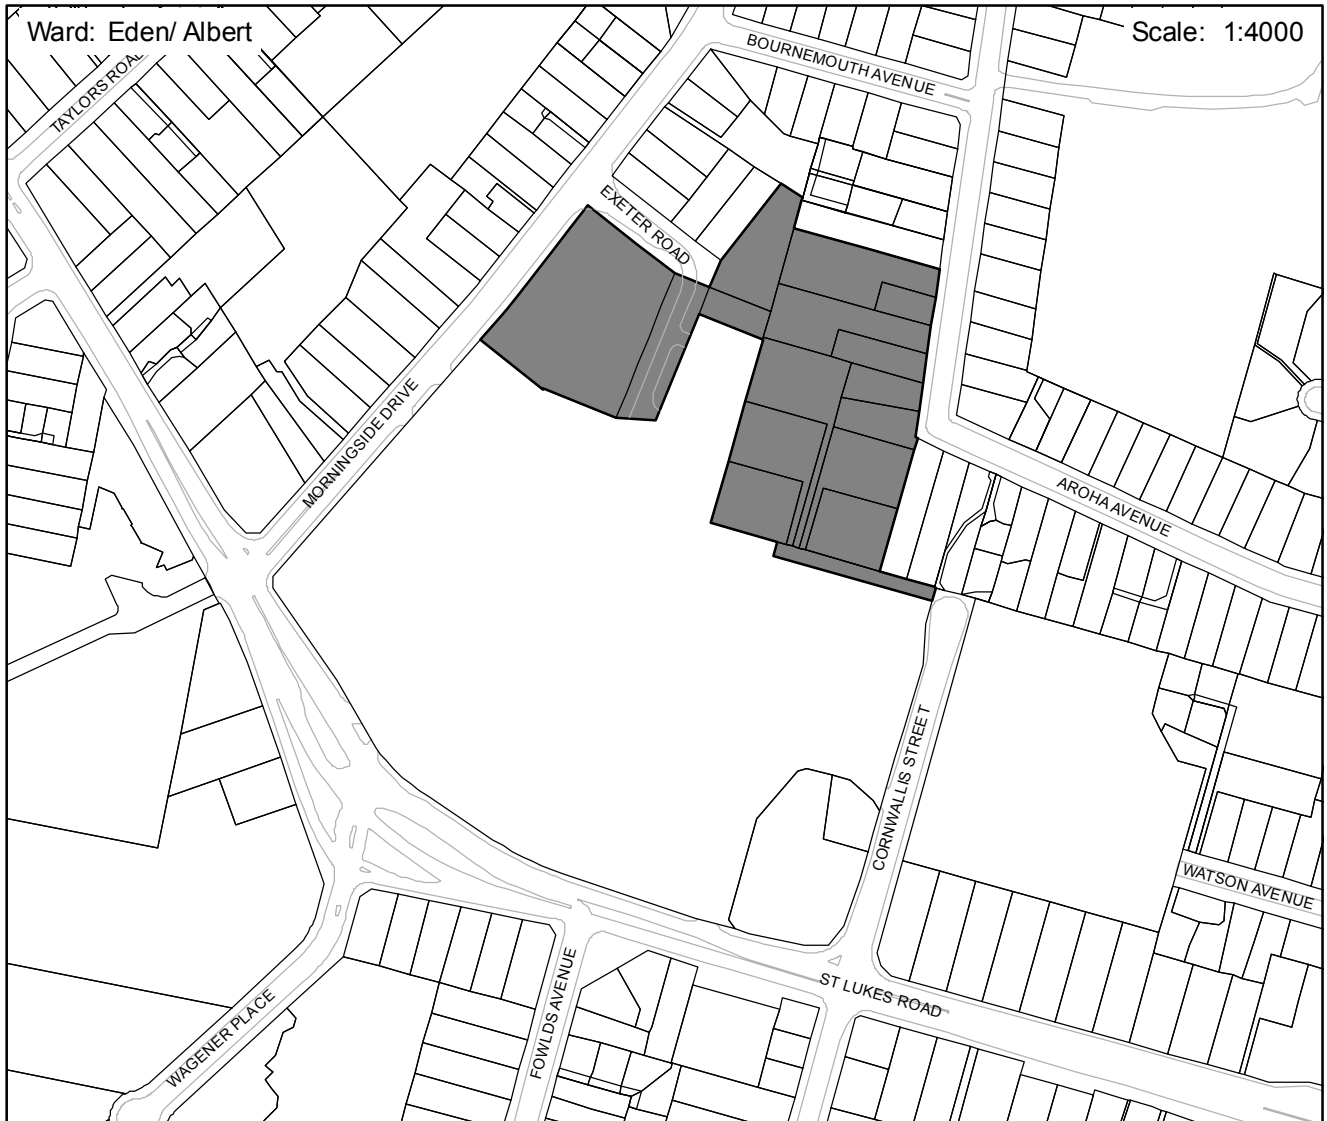 Ward: Eden/ Albert
Scale: 1:4000
BOURNEMOUTH AVENUE
TAYLORS ROAD
EXETER ROAD
MORNINGSIDE DRIVE
AROHA AVENUE
CORNWALLIS STREET
WATSON AVENUE
ST LUKES ROAD
FOWLDS AVENUE
WAGENER PLACE